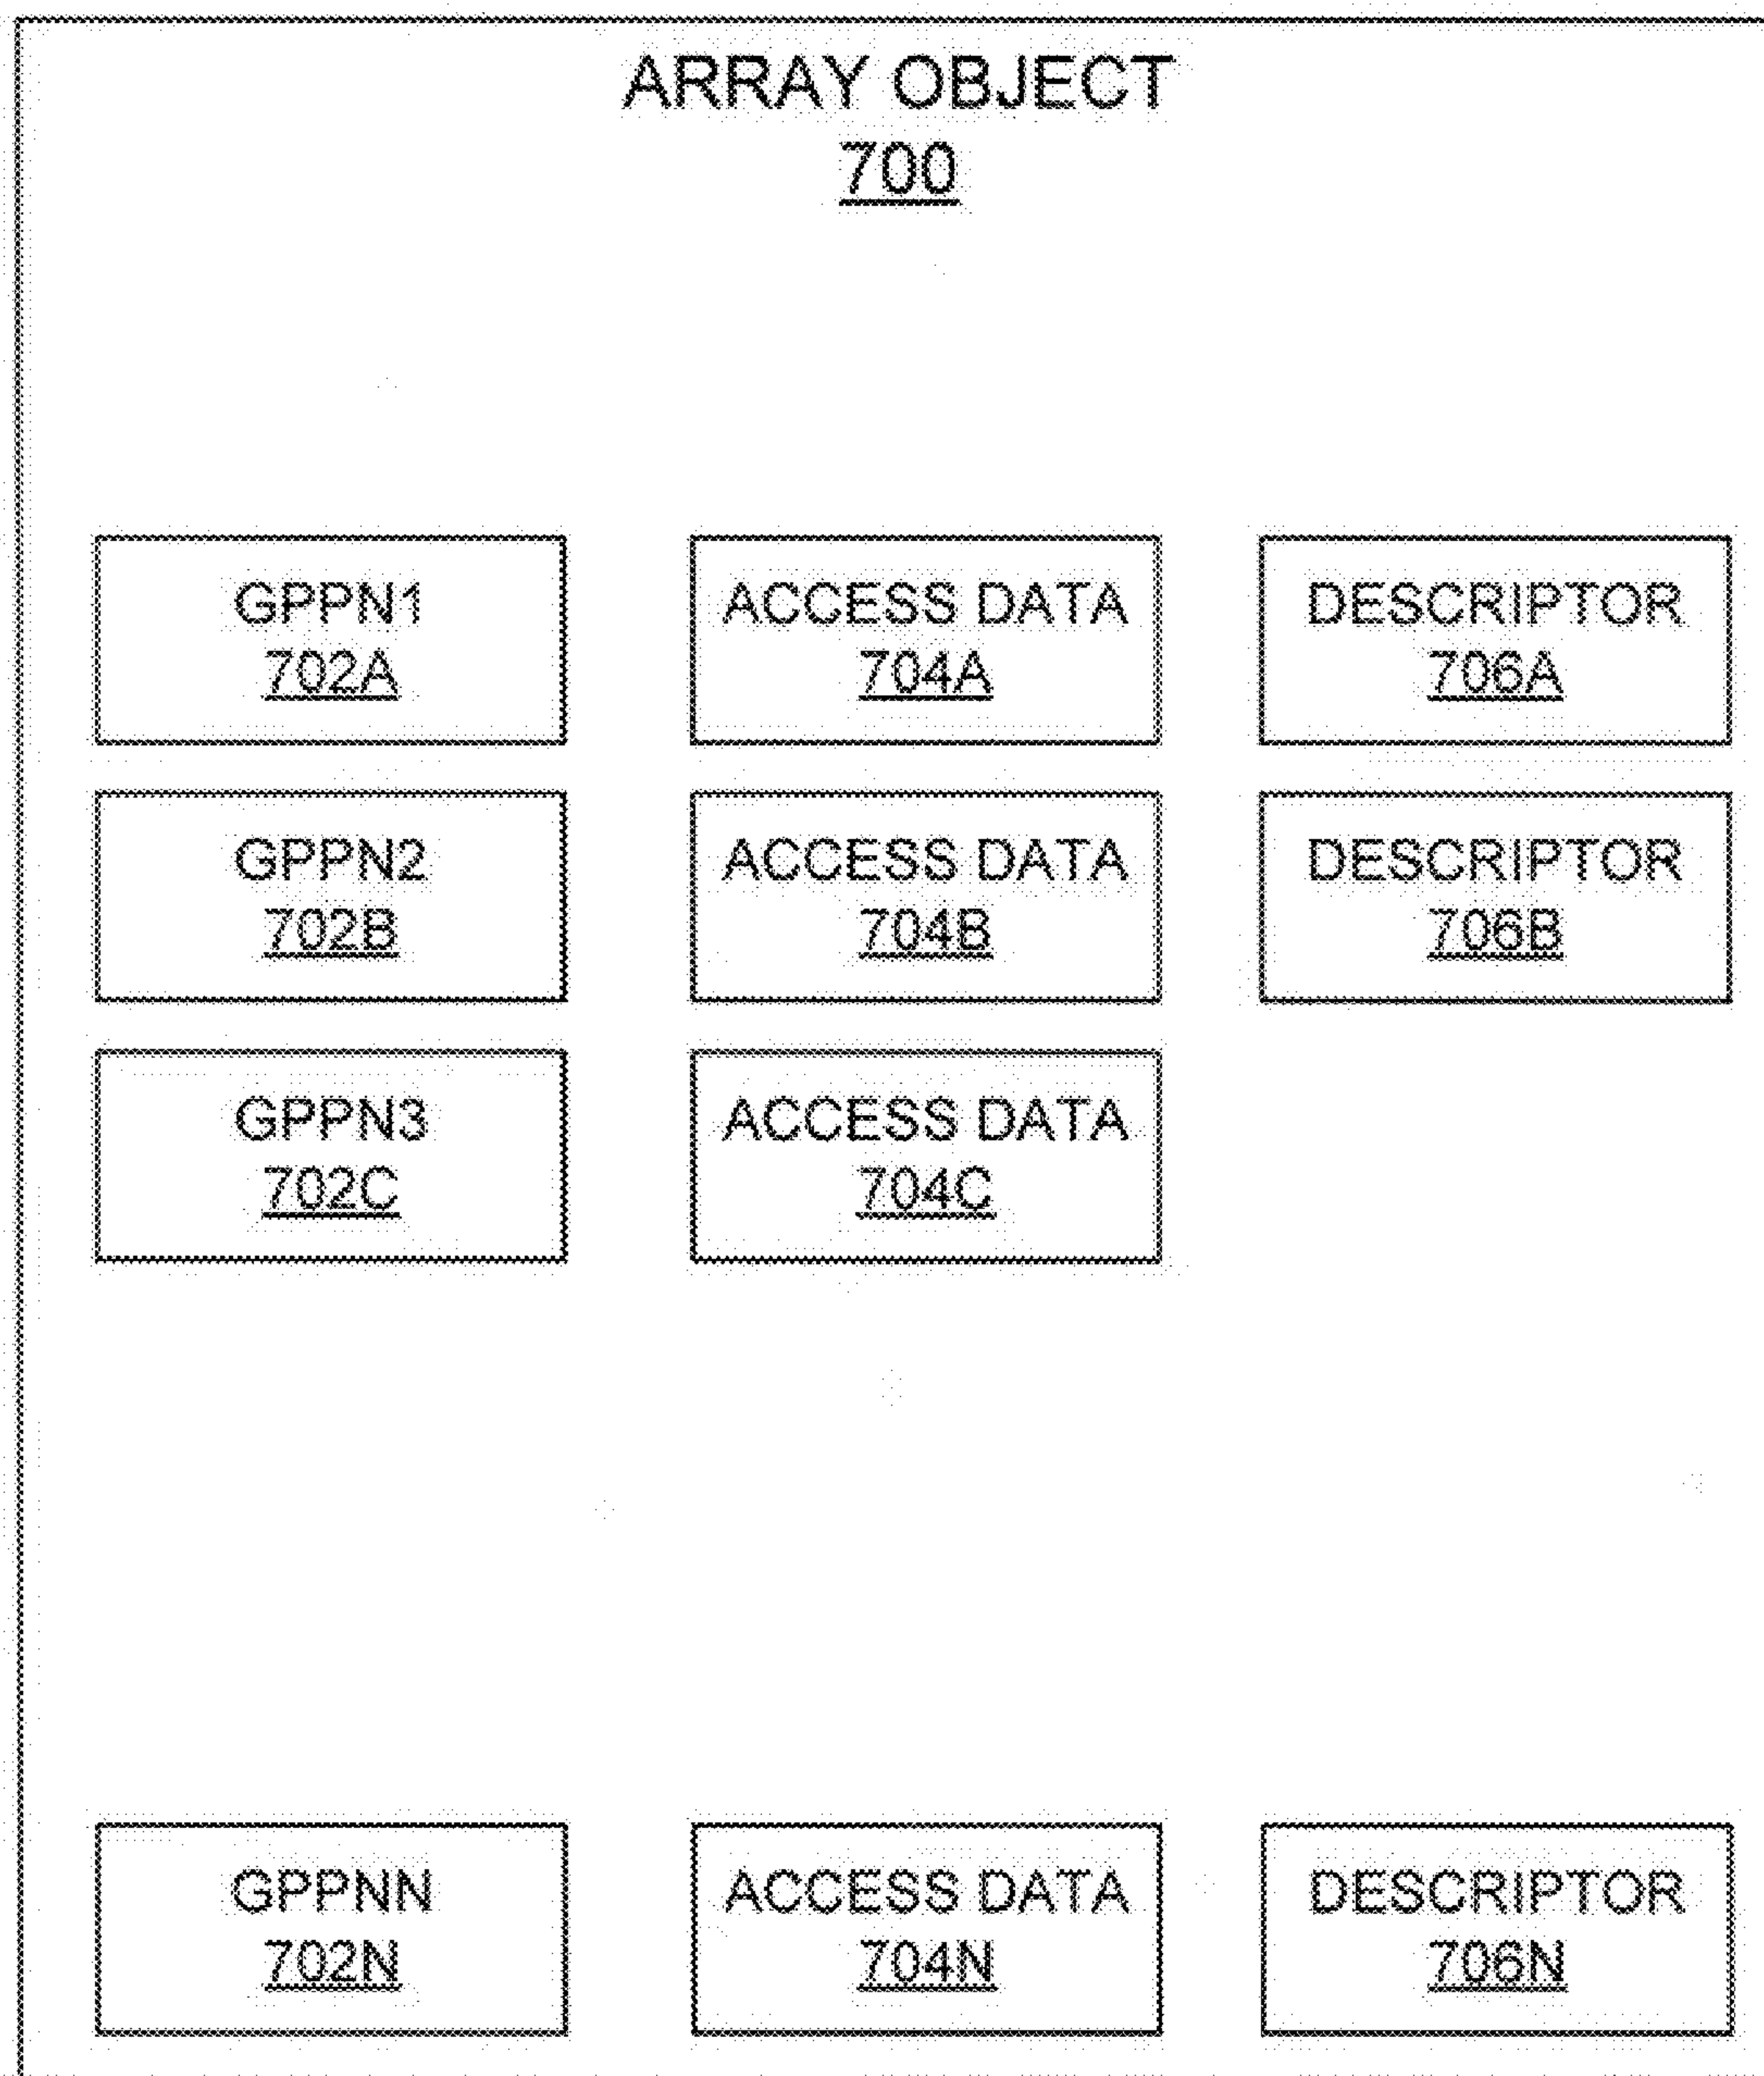 ARRAY OBJECT
700
GPPN1
702A
ACCESS DATA
704A
DESCRIPTOR
706A
GPPN2
702B
ACCESS DATA
704B
DESCRIPTOR
706B
GPPN3
702C
ACCESS DATA
704C
GPPNN
702N
ACCESS DATA
704N
DESCRIPTOR
706N